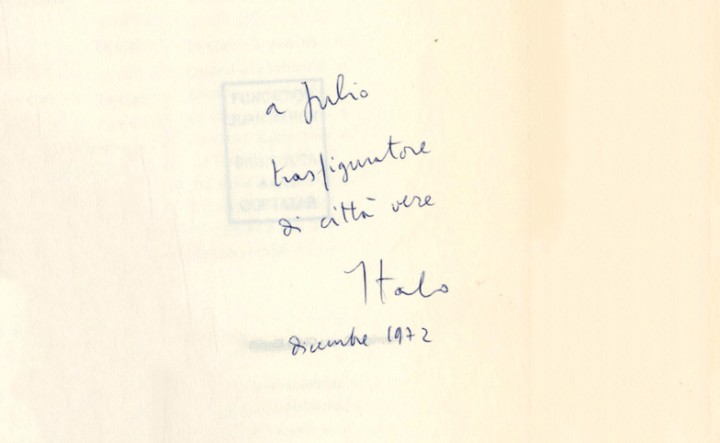 a Julio
trasfiguratore
di città vere
Italo
dicembre 1972